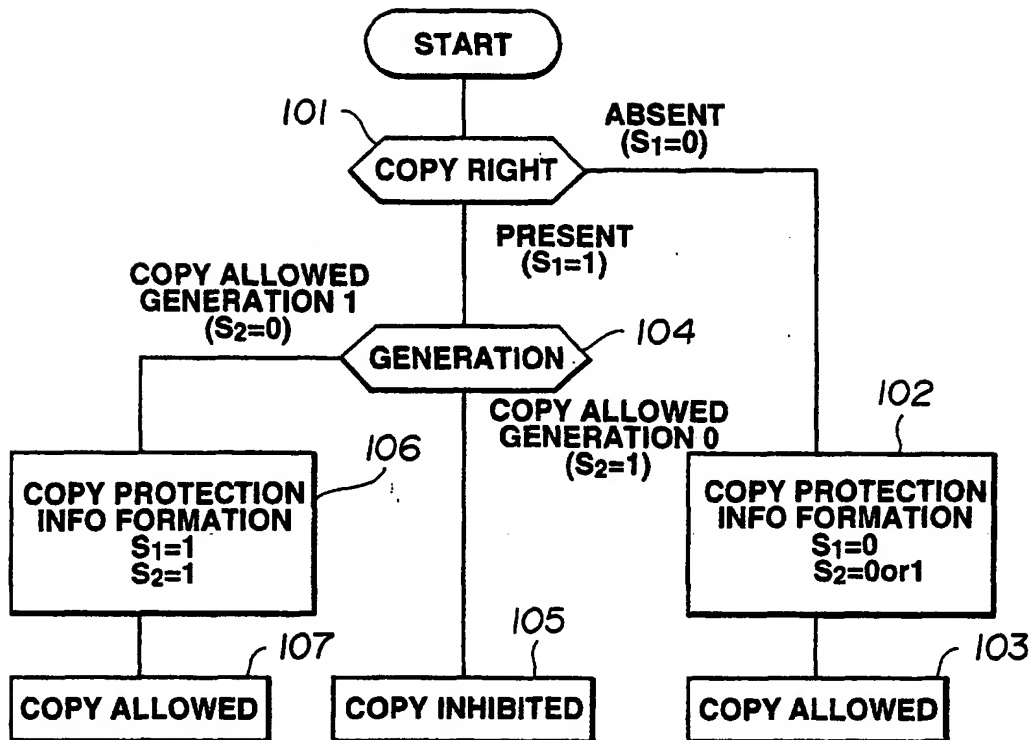 START
101
COPY RIGHT
ABSENT
(S1=0)
PRESENT
(S1=1)
COPY ALLOWED
GENERATION 1
(S2=0)
GENERATION
104
COPY ALLOWED
GENERATION 0
(S2=1)
106
COPY PROTECTION
INFO FORMATION
S1=1
S2=1
102
COPY PROTECTION
INFO FORMATION
S1=0
S2=0or1
107
COPY ALLOWED
105
COPY INHIBITED
103
COPY ALLOWED